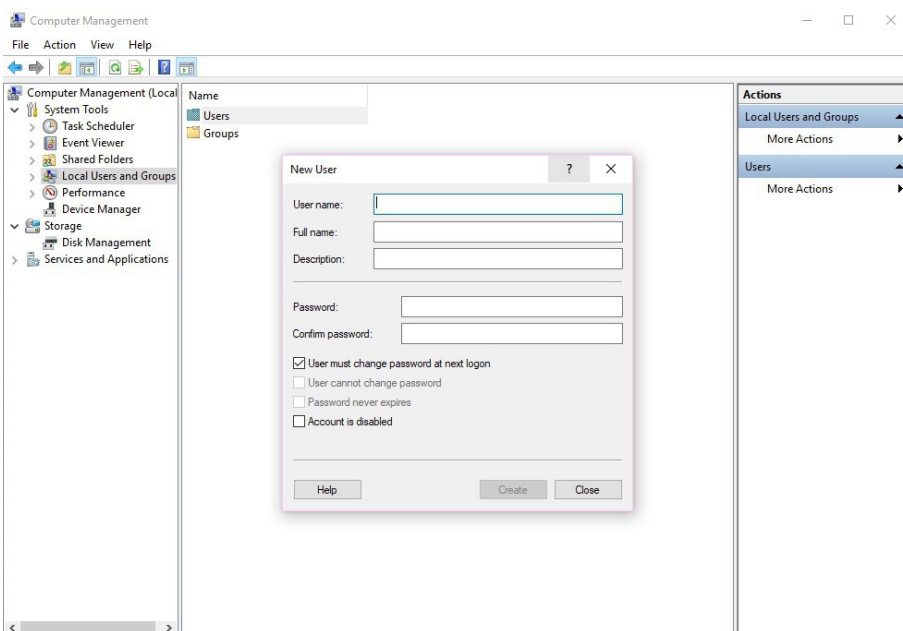 Computer Management
File Action View Help
Computer Management (Local
System Tools
Task Scheduler
Event Viewer
Shared Folders
Local Users and Groups
Performance
Device Manager
Storage
Disk Management
Services and Applications
Name
Users
Groups
New User
?
User name:
Full name:
Description:
Password:
Confirm password:
User must change password at next logon
User cannot change password
Password never expires
Account is disabled
Help Create Close
Actions
Local Users and Groups
More Actions
Users
More Actions